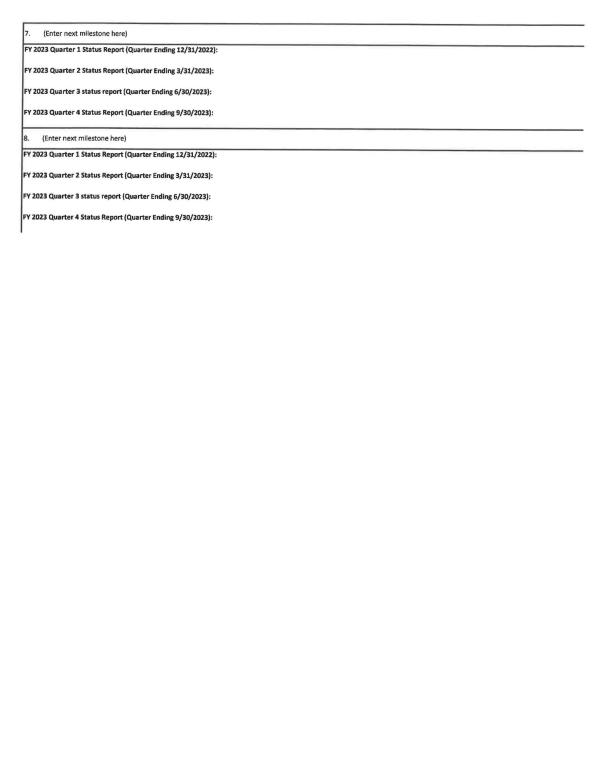 7. (Enter next milestone here)
FY 2023 Quarter 1 Status Report (Quarter Ending 12/31/2022):
FY 2023 Quarter 2 Status Report (Quarter Ending 3/31/2023):
FY 2023 Quarter 3 status report (Quarter Ending 6/30/2023):
FY 2023 Quarter 4 Status Report (Quarter Ending 9/30/2023):
8. (Enter next milestone here)
FY 2023 Quarter 1 Status Report (Quarter Ending 12/31/2022):
FY 2023 Quarter 2 Status Report (Quarter Ending 3/31/2023):
FY 2023 Quarter 3 status report (Quarter Ending 6/30/2023):
FY 2023 Quarter 4 Status Report (Quarter Ending 9/30/2023):